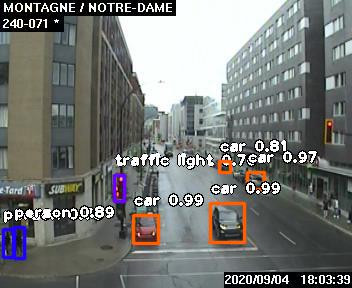 MONTAGNE / NOTRE-DAME
240-071 *
car 0.81
traffic light 0.7
car 0.97
car 0.99
car 0.99
person 0.89
SUBWAY
2020/09/04 18:03:39